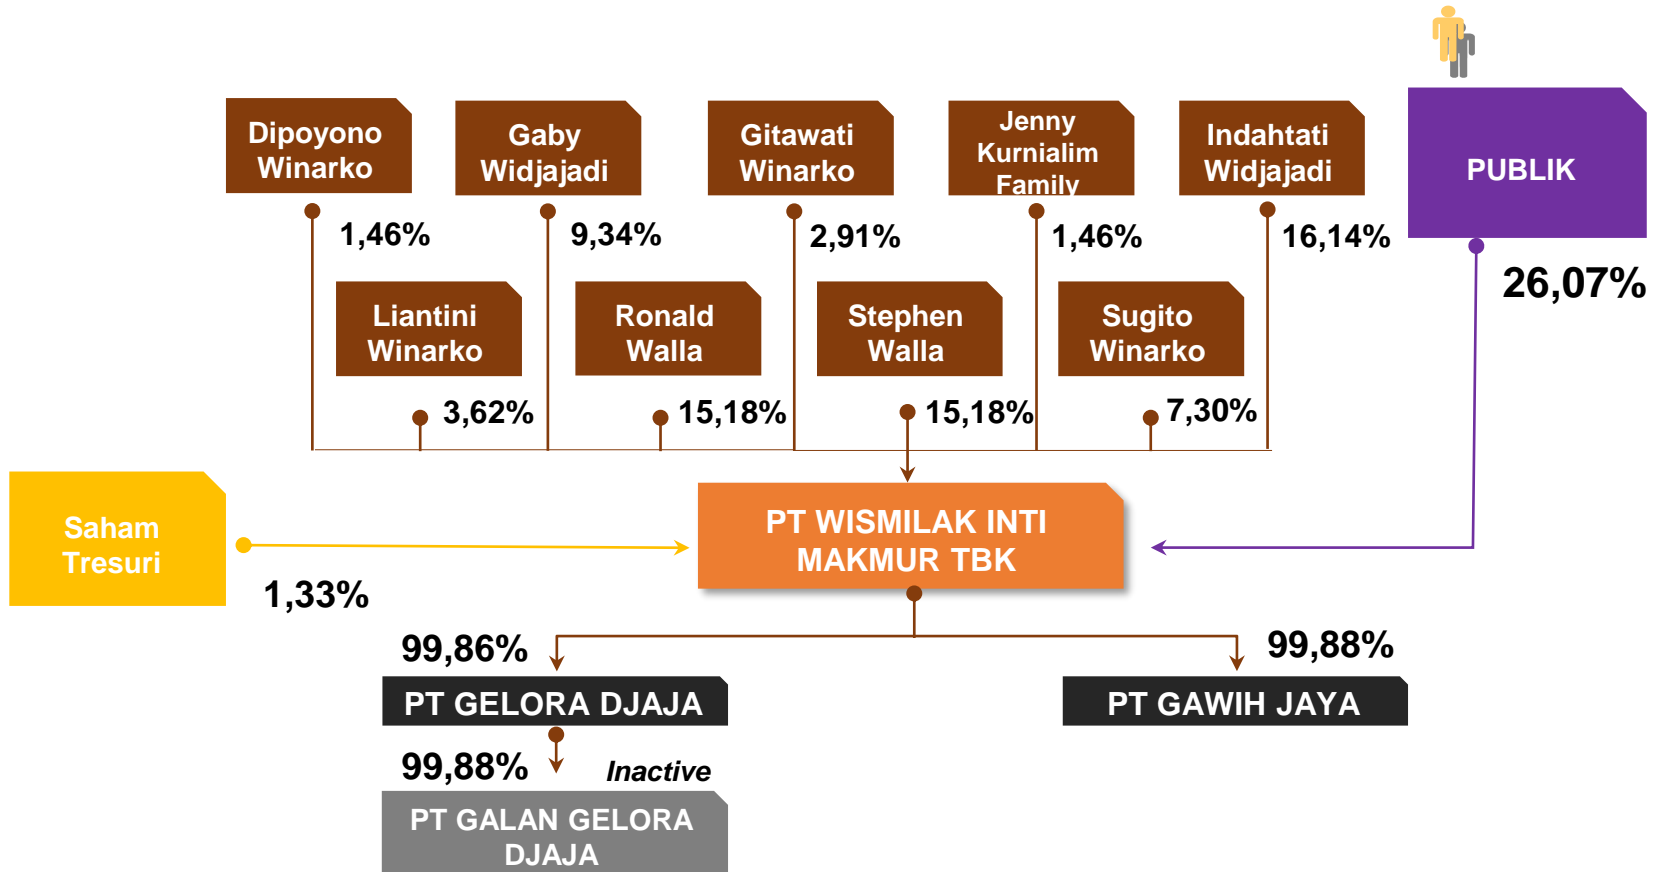 Dipoyono
Winarko
Gaby
Widjajadi
Gitawati
Winarko
Jenny
Kurnialim
Family
Indahtati
Widjajadi
PUBLIK
1,46%
9,34%
2,91%
1,46%
16,14%
26,07%
Liantini
Winarko
Ronald
Walla
Stephen
Walla
Sugito
Winarko
3,62%
15,18%
15,18%
7,30%
Saham
Tresuri
1,33%
PT WISMILAK INTI
MAKMUR TBK
99,86%
99,88%
PT GELORA DJAJA
PT GAWIH JAYA
99,88%
Inactive
PT GALAN GELORA
DJAJA